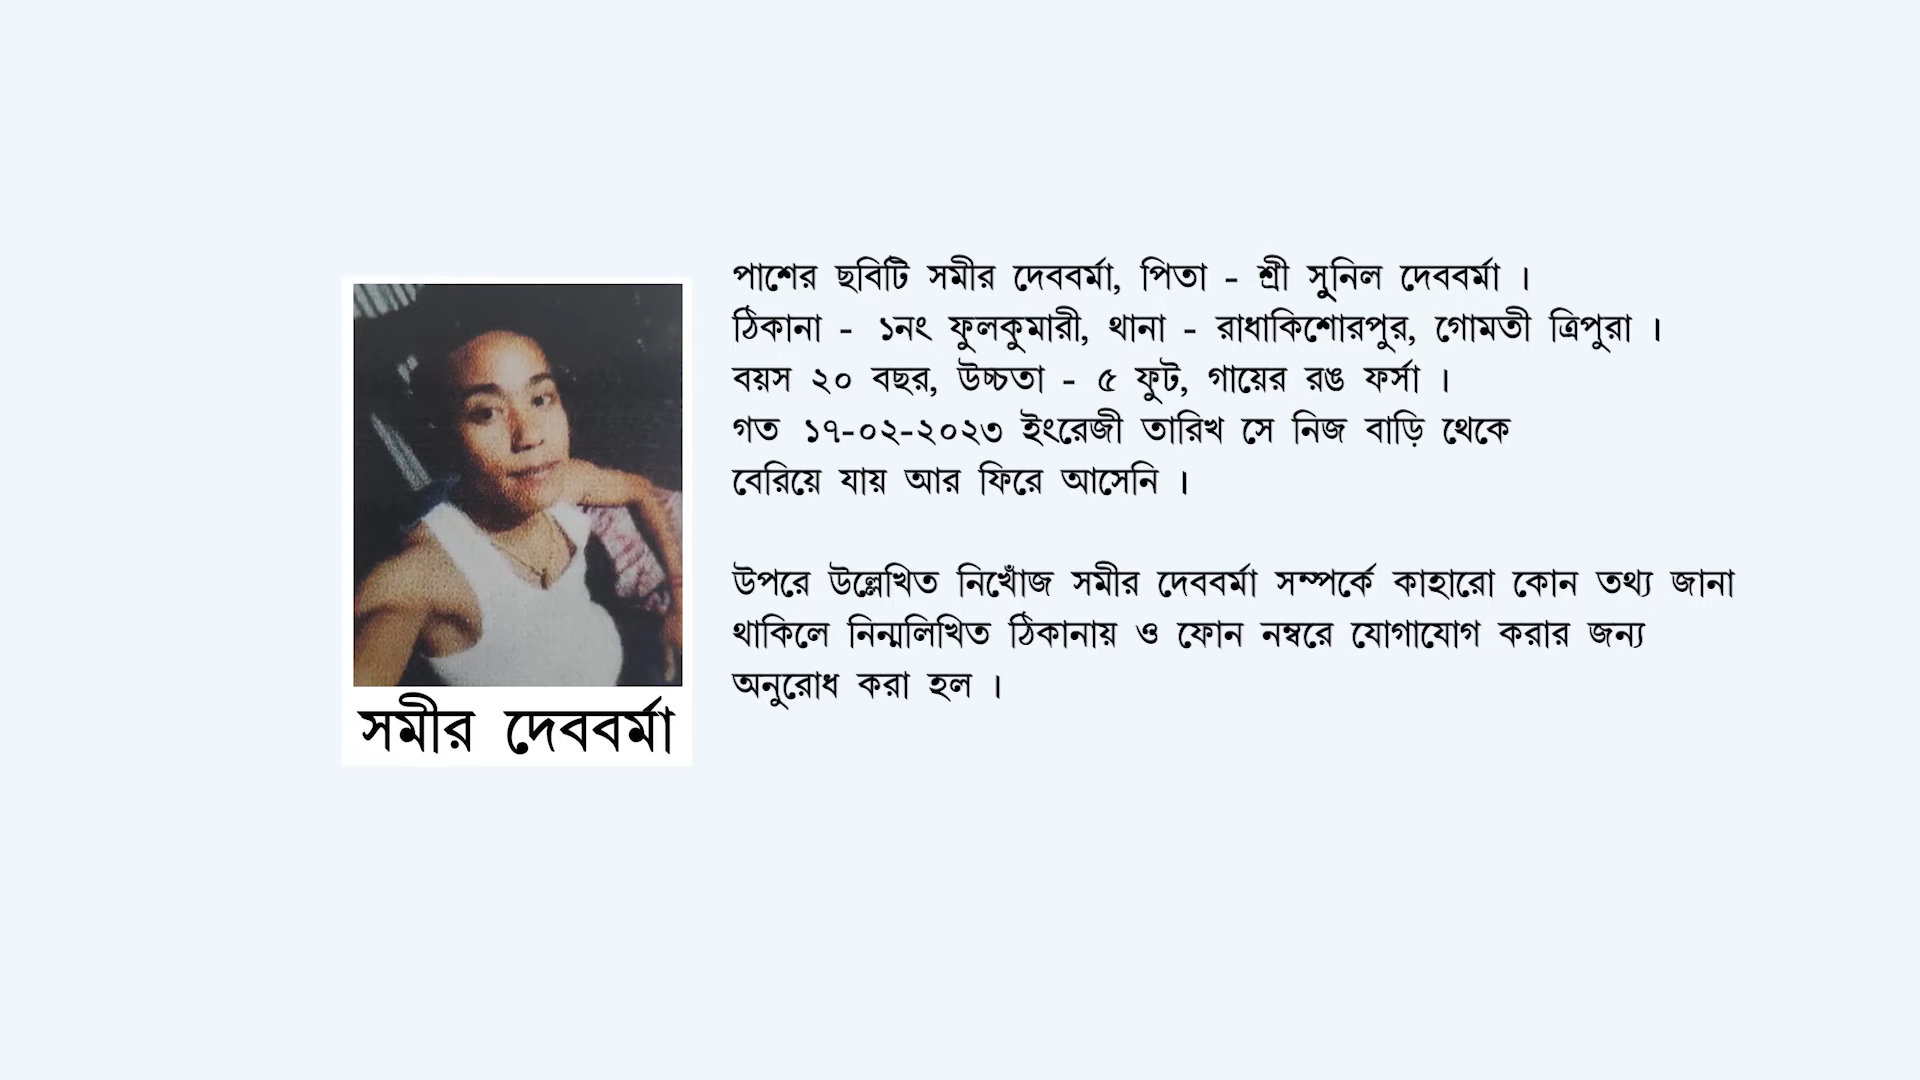 পাশের ছবিটি সমীর দেববর্মা, পিতা - শ্রী সুনিল দেববর্মা ।
ঠিকানা - ১নং ফুলকুমারী, থানা - রাধাকিশোরপুর, গোমতী ত্রিপুরা ।
বয়স ২০ বছর, উচ্চতা - ৫ ফুট, গায়ের রঙ ফর্সা ।
গত ১৭-০২-২০২৩ ইংরেজী তারিখ সে নিজ বাড়ি থেকে
বেরিয়ে যায় আর ফিরে আসেনি ।
উপরে উল্লেখিত নিখোঁজ সমীর দেববর্মা সম্পর্কে কাহারো কোন তথ্য জানা
থাকিলে নিন্মলিখিত ঠিকানায় ও ফোন নম্বরে যোগাযোগ করার জন্য
অনুরোধ করা হল ।
সমীর দেববর্মা